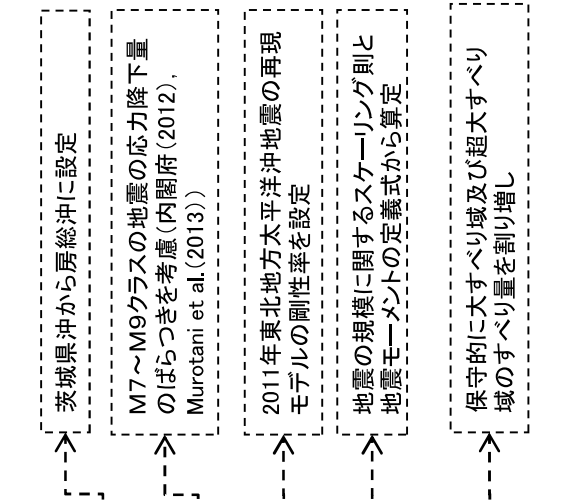 茨城県沖から房総沖に設定
M7～M9クラスの地震の応力降下量
のばらつきを考慮(内閣府(2012),
Murotani et al.(2013))
2011年東北地方太平洋沖地震の再現
モデルの剛性率を設定
地震の規模に関するスケーリング則と
地震モーメントの定義式から算定
保守的に大すべり域及び超大すべり
域のすべり量を割り増し